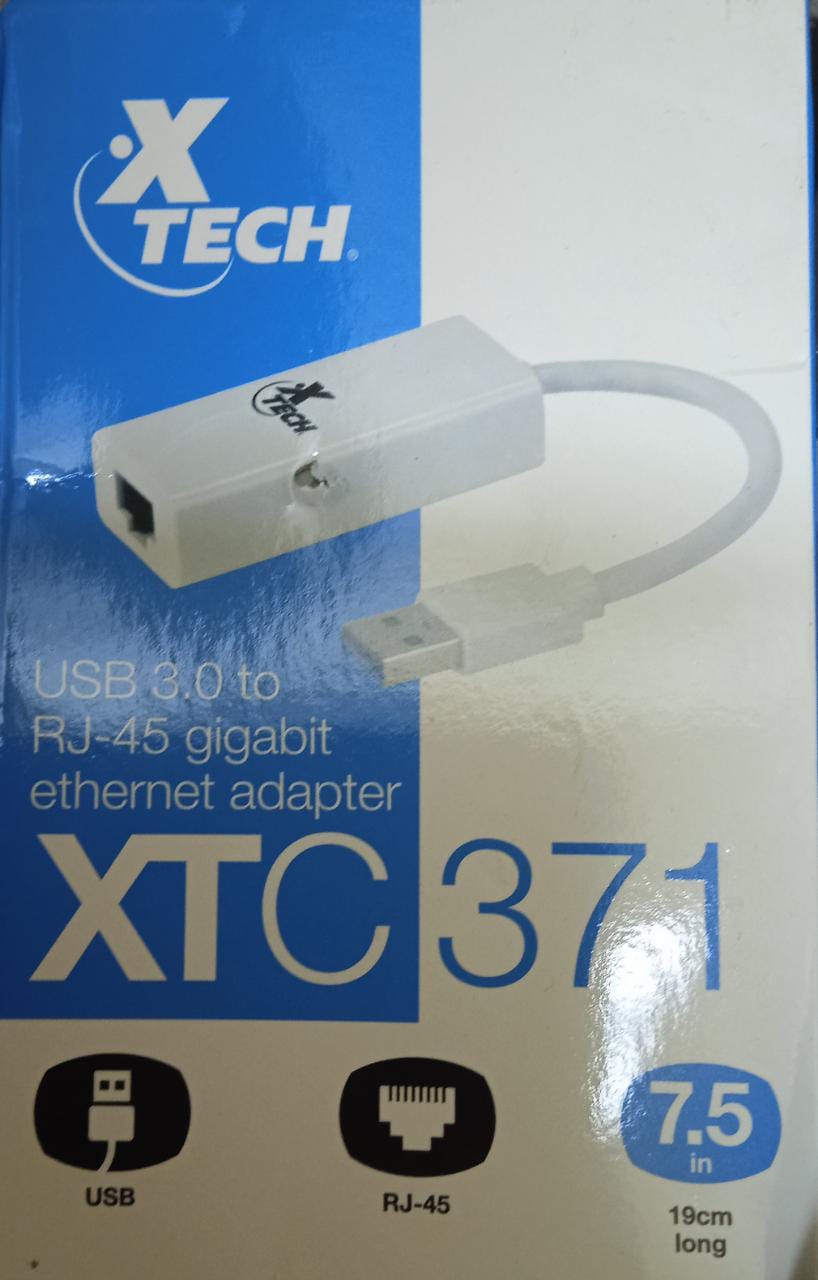 X
TECH
X
TECH
USB 3.0 to
RJ-45 gigabit
ethernet adapter
XTC 371
USB
RJ-45
7.5
in
19cm
long